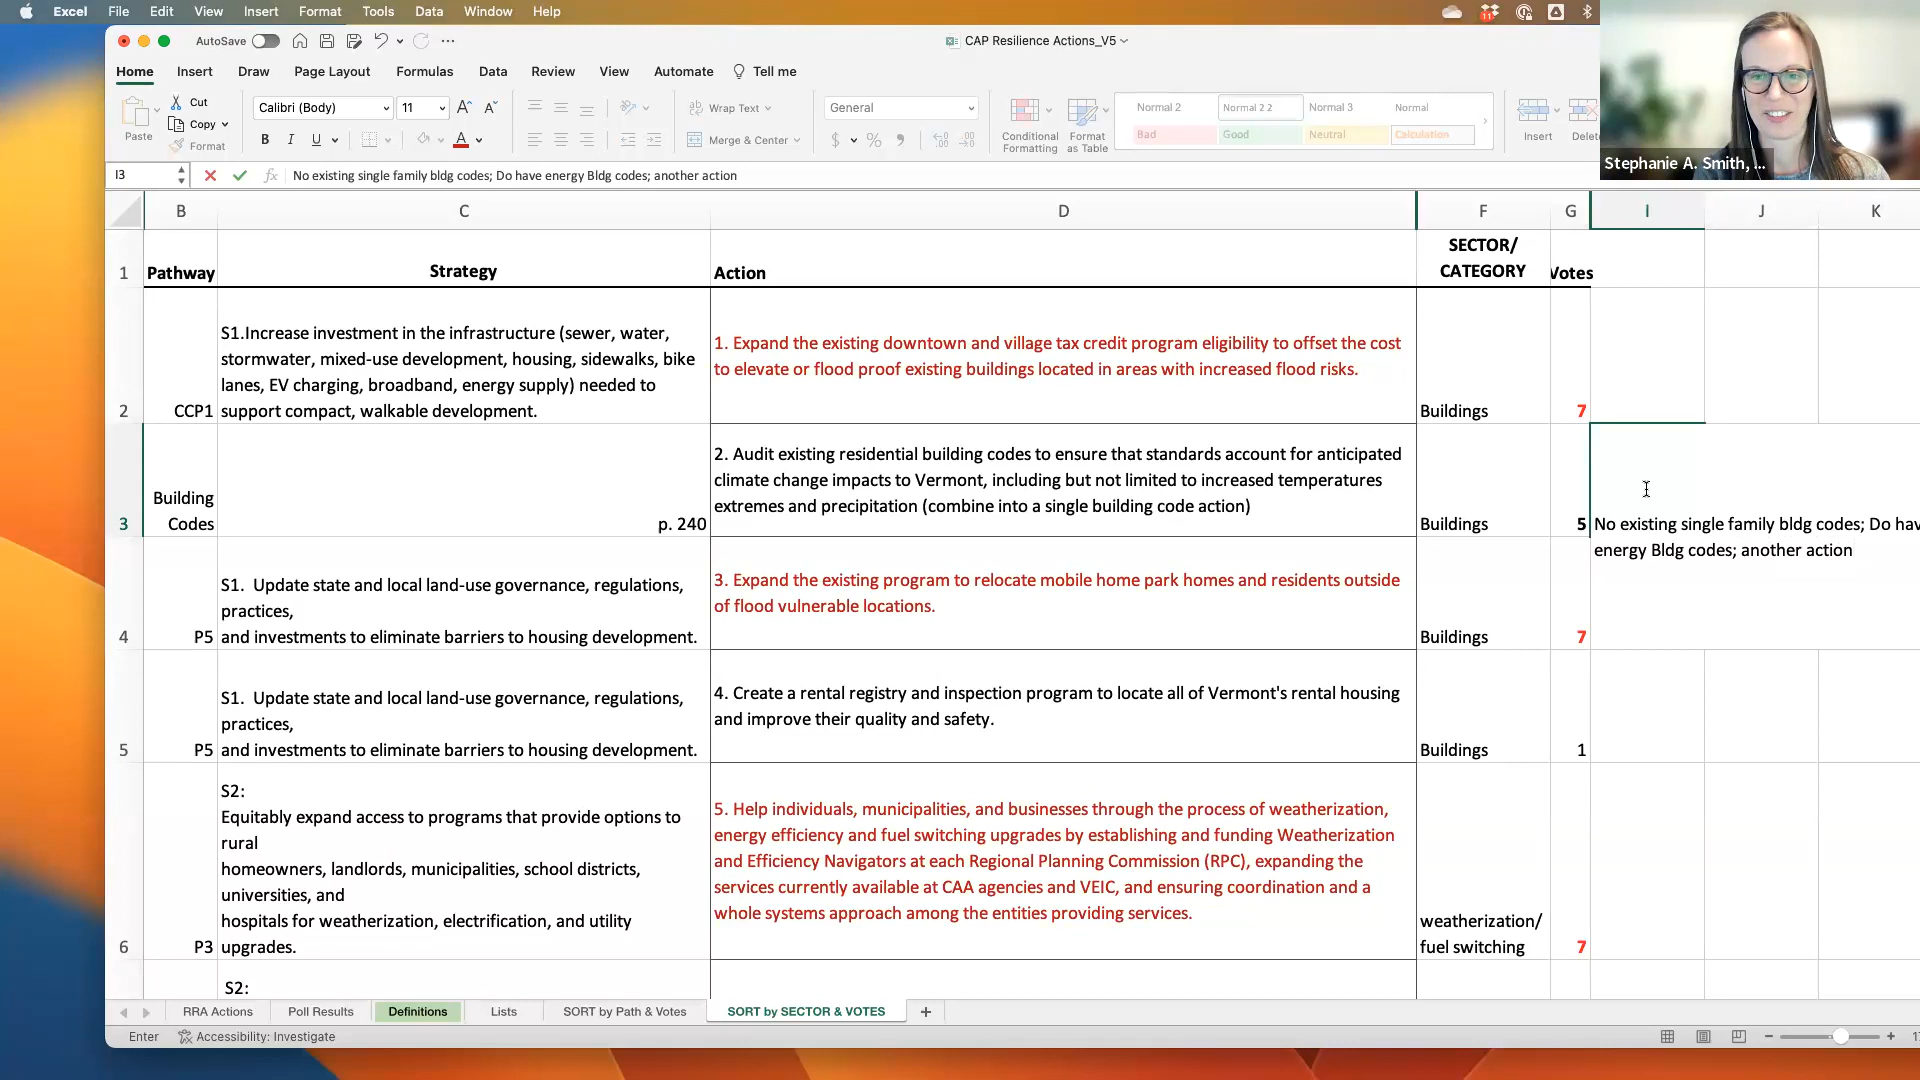 Excel File Edit View Insert Format Tools Data Window Help
11
AutoSave
CAP Resilience Actions_V5
Home Insert Draw Page Layout Formulas Data Review View Automate Tell me
Paste
Cut
Copy
Format
Calibri (Body) 11
B I U
Wrap Text
Merge & Center
General
$ %
Conditional Formatting
Format as Table
Normal 2 Normal 2 2 Normal 3 Normal
Bad Good Neutral Calculation
Insert
Delete
Stephanie A. Smith, ...
I3 fx No existing single family bldg codes; Do have energy Bldg codes; another action
B C D F G I J K
1 Pathway Strategy Action SECTOR/ CATEGORY Votes
2 CCP1
S1.Increase investment in the infrastructure (sewer, water,
stormwater, mixed-use development, housing, sidewalks, bike
lanes, EV charging, broadband, energy supply) needed to
support compact, walkable development.
1. Expand the existing downtown and village tax credit program eligibility to offset the cost
to elevate or flood proof existing buildings located in areas with increased flood risks.
Buildings 7
3 Building
Codes
p. 240
2. Audit existing residential building codes to ensure that standards account for anticipated
climate change impacts to Vermont, including but not limited to increased temperatures
extremes and precipitation (combine into a single building code action)
Buildings 5
No existing single family bldg codes; Do hav
energy Bldg codes; another action
4 P5
S1. Update state and local land-use governance, regulations,
practices,
and investments to eliminate barriers to housing development.
3. Expand the existing program to relocate mobile home park homes and residents outside
of flood vulnerable locations.
Buildings 7
5 P5
S1. Update state and local land-use governance, regulations,
practices,
and investments to eliminate barriers to housing development.
4. Create a rental registry and inspection program to locate all of Vermont's rental housing
and improve their quality and safety.
Buildings 1
6 P3
S2:
Equitably expand access to programs that provide options to
rural
homeowners, landlords, municipalities, school districts,
universities, and
hospitals for weatherization, electrification, and utility
upgrades.
5. Help individuals, municipalities, and businesses through the process of weatherization,
energy efficiency and fuel switching upgrades by establishing and funding Weatherization
and Efficiency Navigators at each Regional Planning Commission (RPC), expanding the
services currently available at CAA agencies and VEIC, and ensuring coordination and a
whole systems approach among the entities providing services.
weatherization/
fuel switching 7
S2:
RRA Actions Poll Results Definitions Lists SORT by Path & Votes SORT by SECTOR & VOTES
Enter Accessibility: Investigate